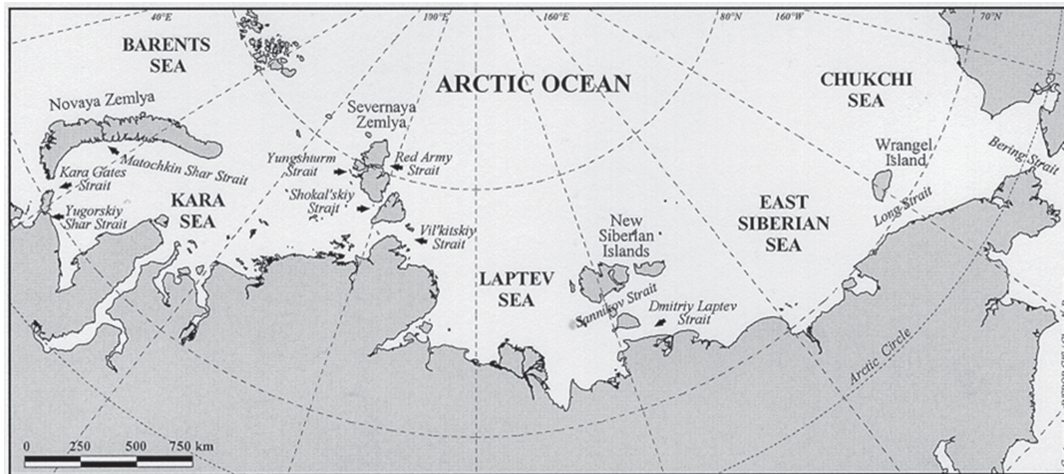 40°E
100°E
160°E
80°N
160°W
70°N
BARENTS
SEA
ARCTIC OCEAN
CHUKCHI
SEA
Novaya Zemlya
Severnaya
Zemlya
Wrangel
Island
Bering Strait
Matochkin Shar Strait
Yungshturm
Strait
Red Army
Strait
Kara Gates
Strait
KARA
SEA
Shokal'skiy
Strait
Long Strait
Yugorskiy
Shar Strait
Vil'kitskiy
Strait
New
Siberian
Islands
EAST
SIBERIAN
SEA
LAPTEV
SEA
Sannikov Strait
Dmitriy Laptev
Strait
Arctic Circle
0 250 500 750 km